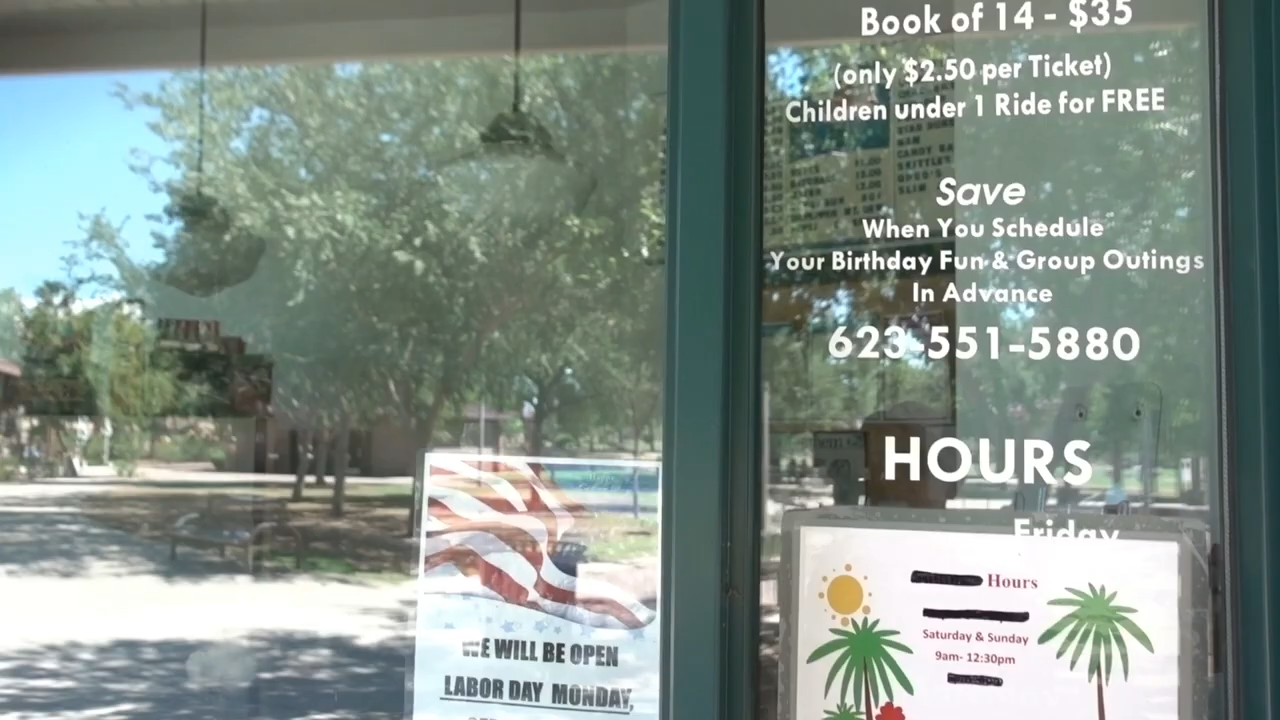 Book of 14 - $35
(only $2.50 per Ticket)
Children under 1 Ride for FREE
Save
When You Schedule
Your Birthday Fun & Group Outings
In Advance
623-551-5880
HOURS
Friday
Hours
Saturday & Sunday
9am- 12:30pm
WE WILL BE OPEN
LABOR DAY MONDAY,